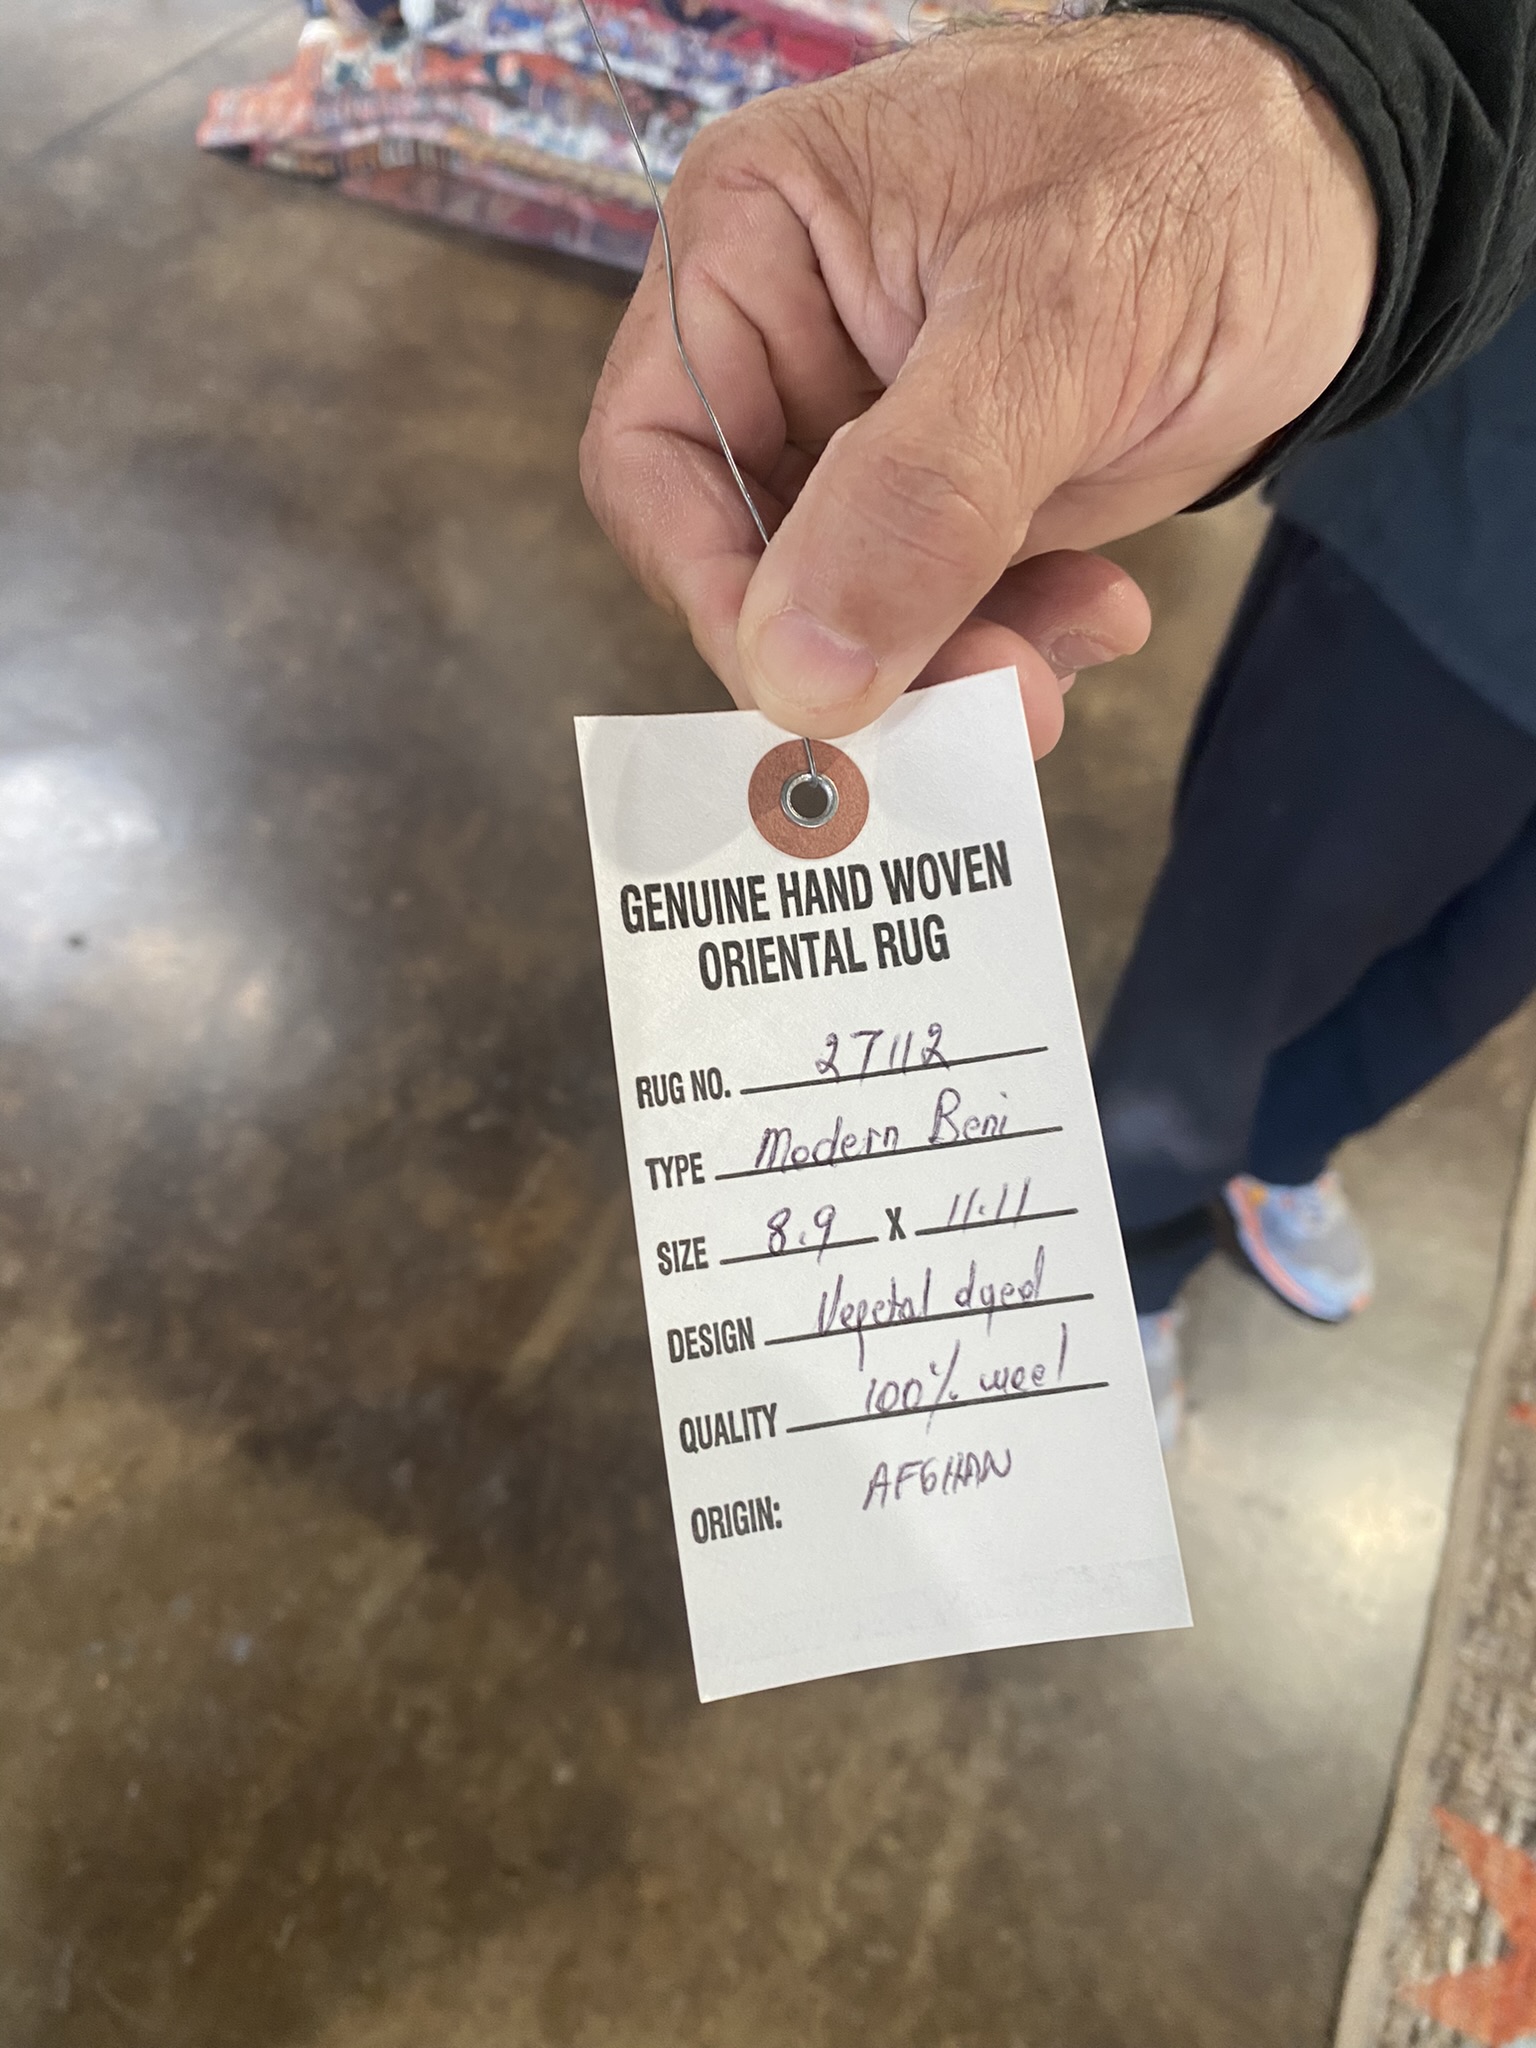 GENUINE HAND WOVEN
ORIENTAL RUG
RUG NO. 27112
TYPE Modern Beni
SIZE 8.9 X 11.11
DESIGN Vegetal dyed
QUALITY 100% wool
ORIGIN: AFGHAN